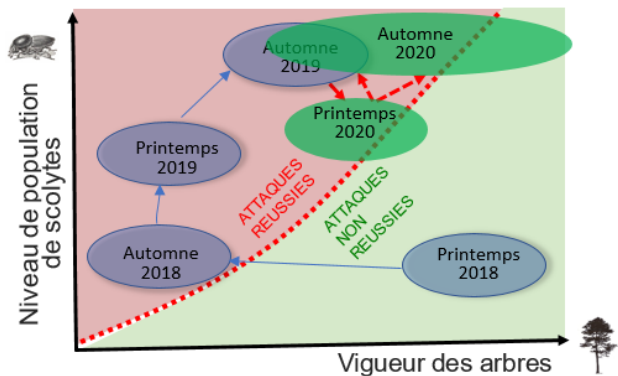 Niveau de population
de scolytes
Automne
2019
Automne
2020
Printemps
2020
Printemps
2019
ATTAQUES
REUSSIES
ATTAQUES
NON
REUSSIES
Automne
2018
Printemps
2018
Vigueur des arbres